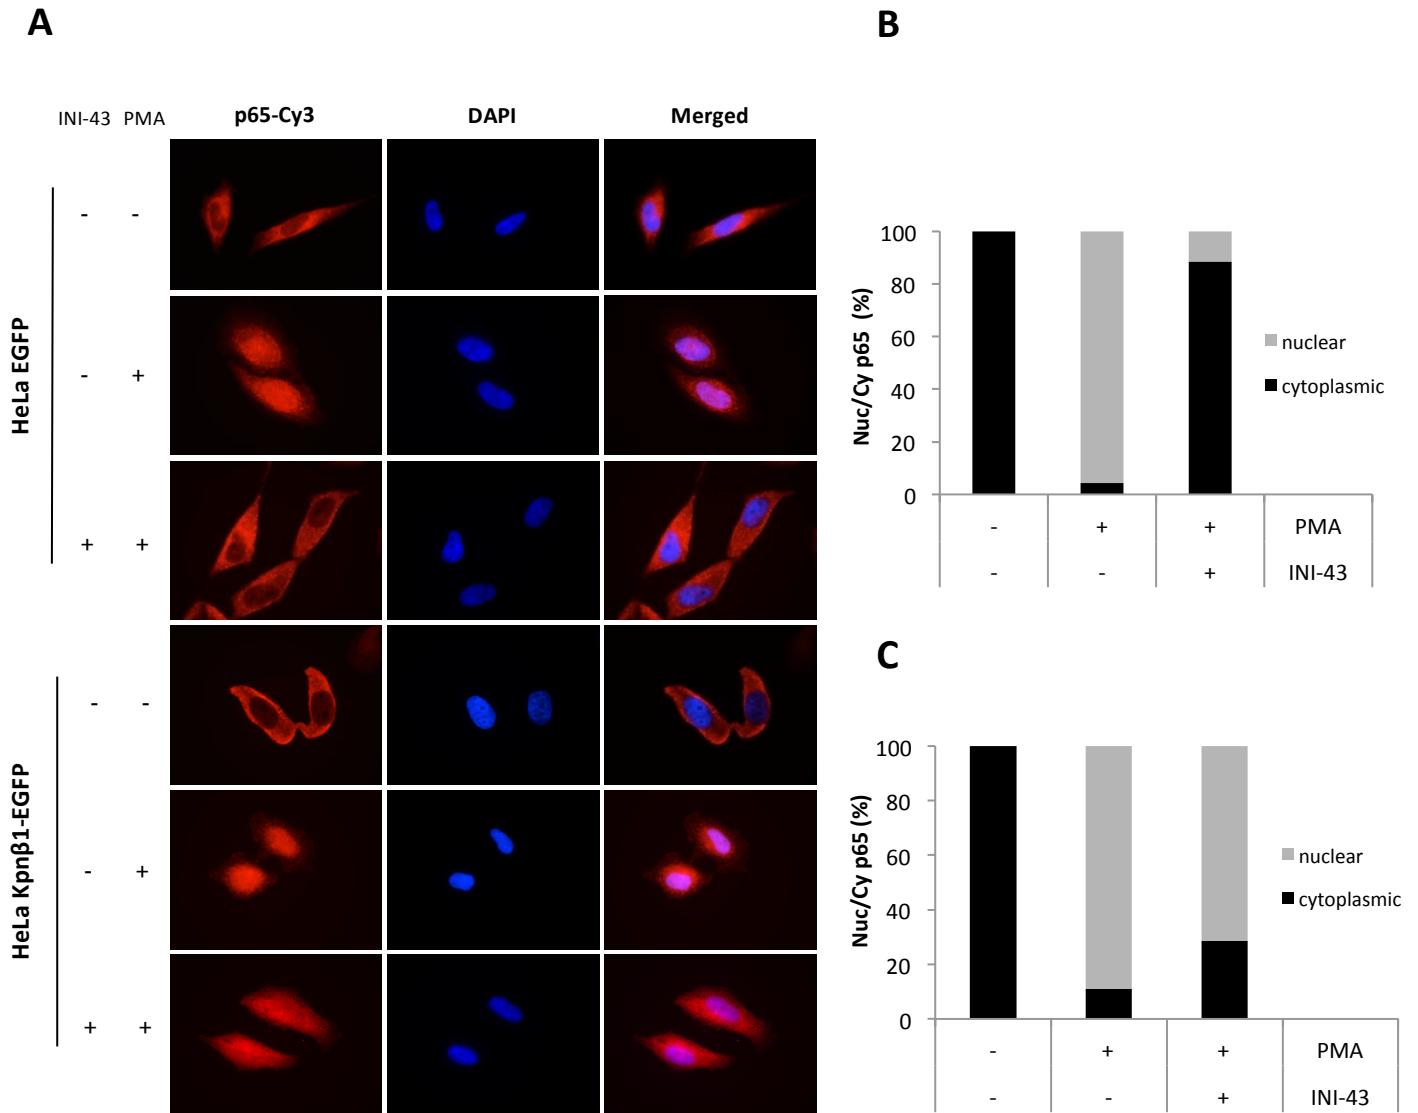 A
INI-43 PMA p65-Cy3 DAPI Merged
HeLa EGFP
- -
- +
+ +
HeLa Kpnβ1-EGFP
- -
- +
+ +
B
Nuc/Cy p65 (%)
100
80
60
40
20
0
nuclear
cytoplasmic
- + + PMA
- - + INI-43
C
Nuc/Cy p65 (%)
100
80
60
40
20
0
nuclear
cytoplasmic
- + + PMA
- - + INI-43